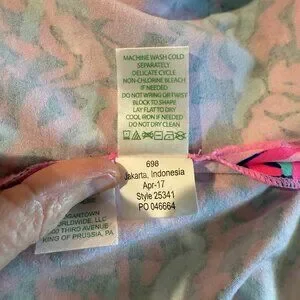 MACHINE WASH COLD
SEPARATELY
DELICATE CYCLE
NON-CHLORINE BLEACH
IF NEEDED
DO NOT WRING OR TWIST
BLOCK TO SHAPE
LAY FLAT TO DRY
COOL IRON IF NEEDED
DO NOT DRY CLEAN
698
Jakarta, Indonesia
Apr-17
Style 25341
PO 046664
WORLDWIDE, LLC
THIRD AVENUE
KING OF PRUSSIA, PA